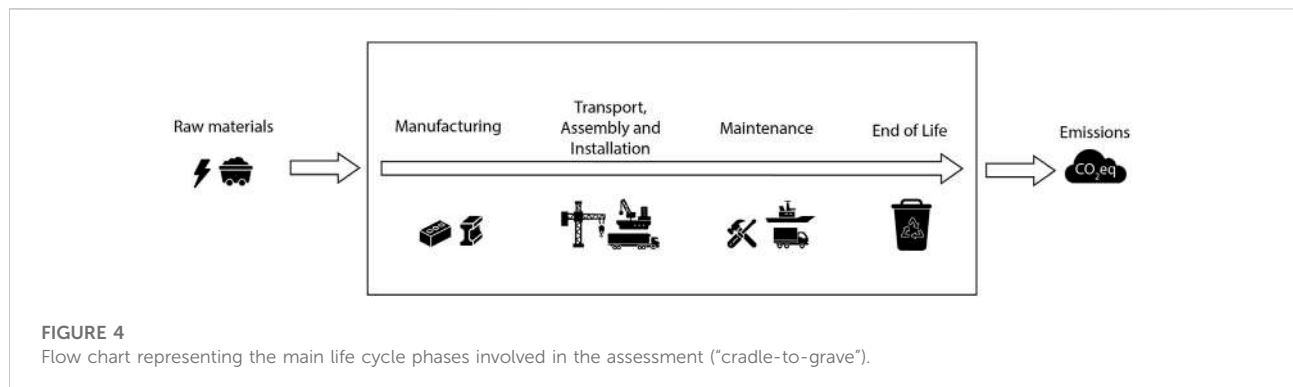 Raw materials
Manufacturing
Transport,
Assembly and
Installation
Maintenance
End of Life
Emissions
CO₂eq
FIGURE 4
Flow chart representing the main life cycle phases involved in the assessment (“cradle-to-grave”).